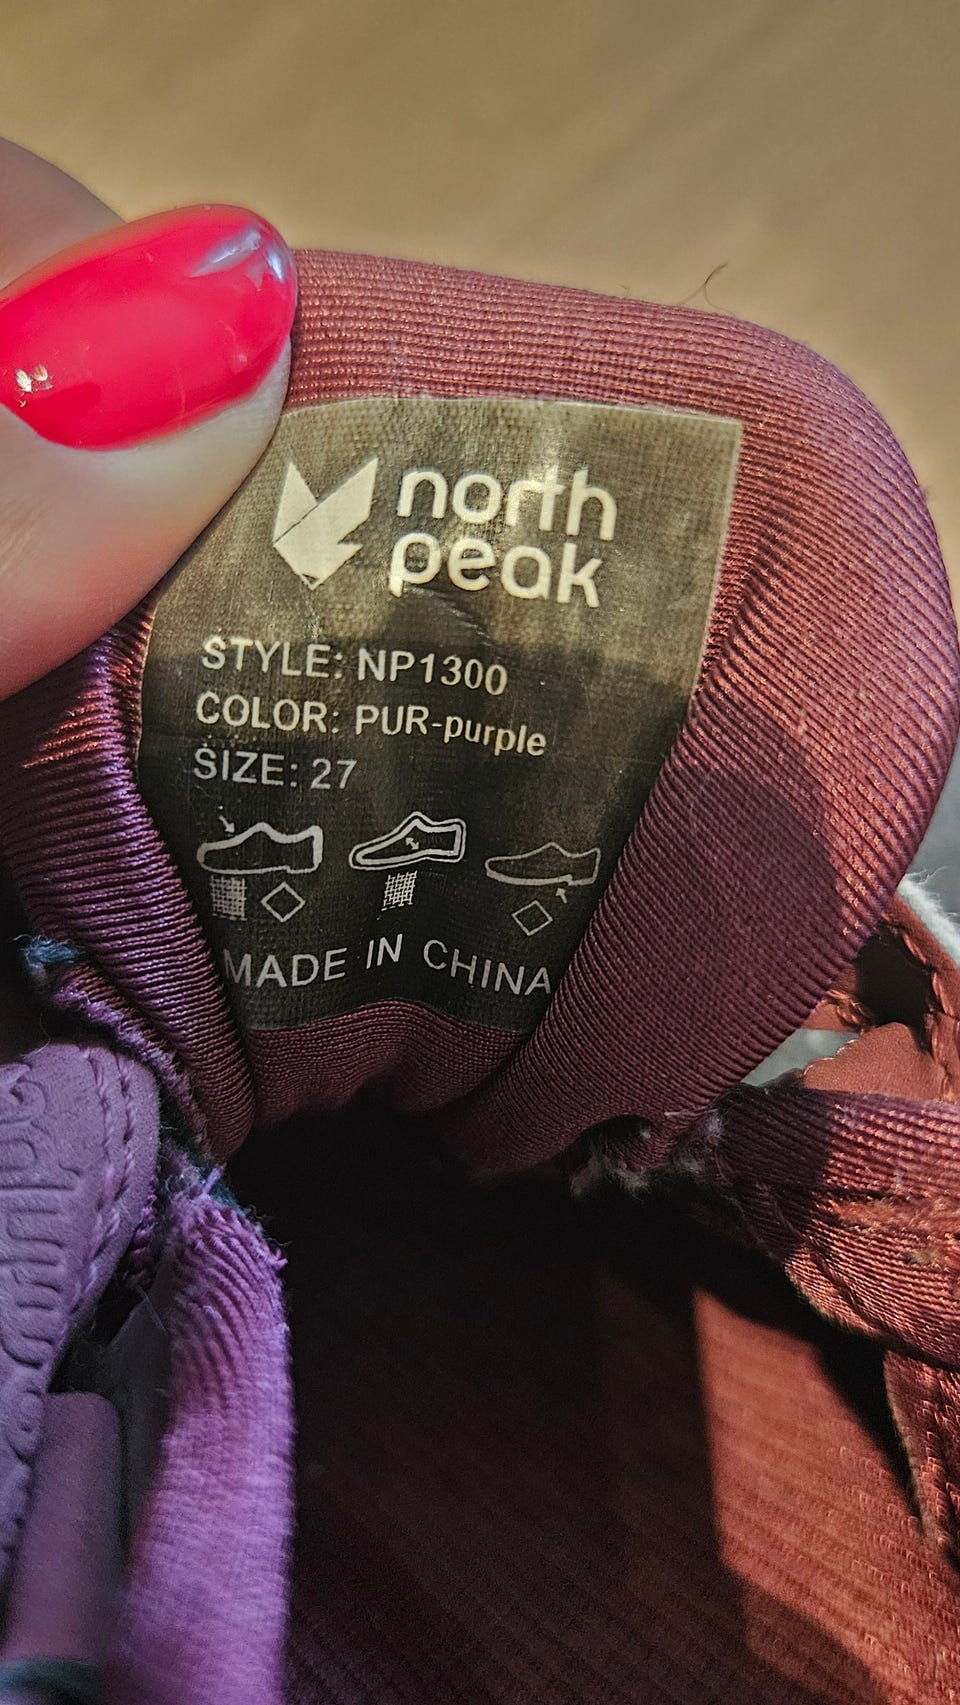 north
peak
STYLE: NP1300
COLOR: PUR-purple
SIZE: 27
MADE IN CHINA